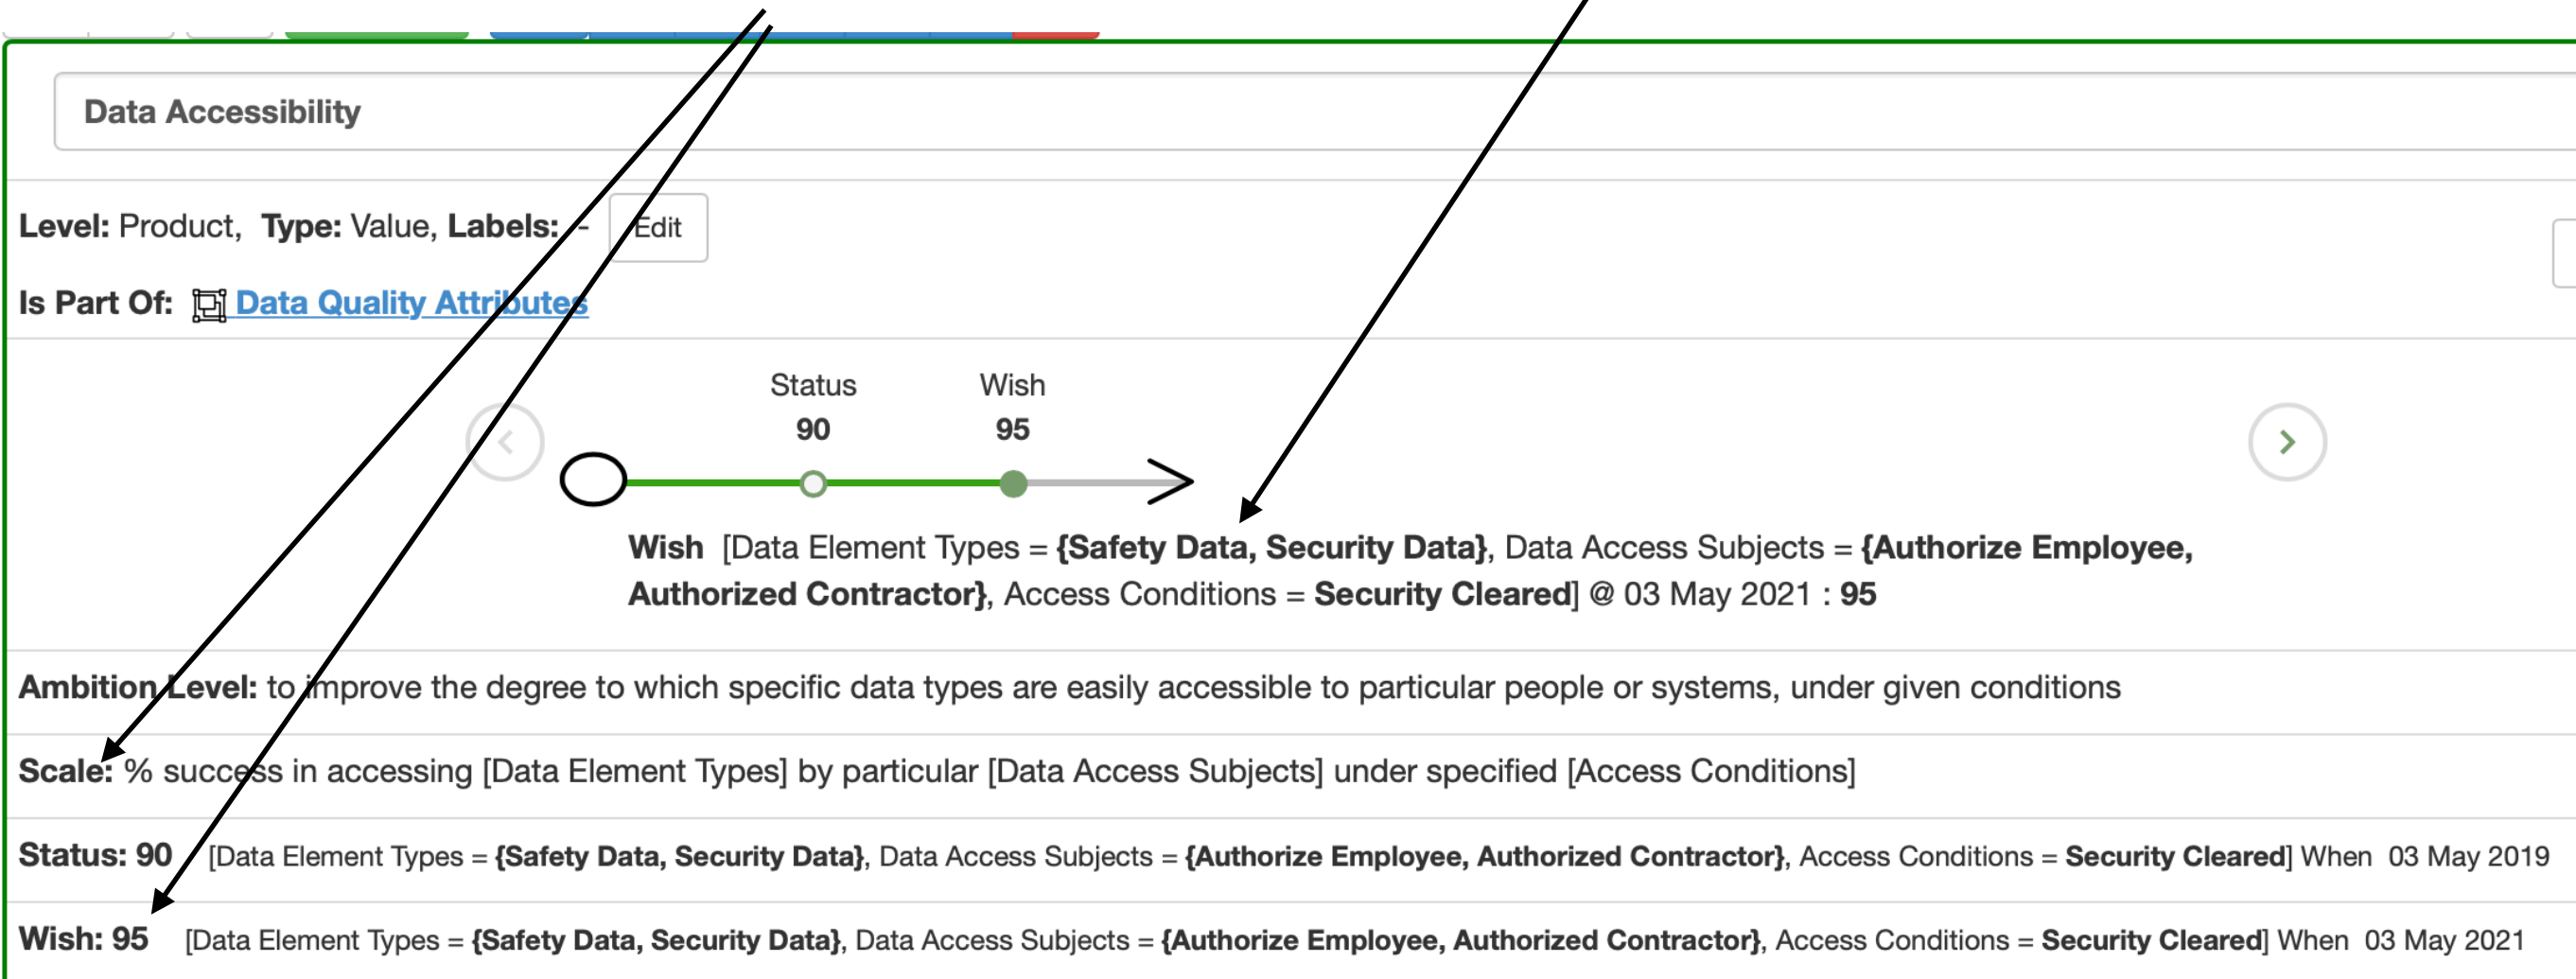 Data Accessibility
Level: Product, Type: Value, Labels: - Edit
Is Part Of: Data Quality Attributes
Status Wish
90 95
Wish [Data Element Types = {Safety Data, Security Data}, Data Access Subjects = {Authorize Employee,
Authorized Contractor}, Access Conditions = Security Cleared] @ 03 May 2021 : 95
Ambition Level: to improve the degree to which specific data types are easily accessible to particular people or systems, under given conditions
Scale: % success in accessing [Data Element Types] by particular [Data Access Subjects] under specified [Access Conditions]
Status: 90 [Data Element Types = {Safety Data, Security Data}, Data Access Subjects = {Authorize Employee, Authorized Contractor}, Access Conditions = Security Cleared] When 03 May 2019
Wish: 95 [Data Element Types = {Safety Data, Security Data}, Data Access Subjects = {Authorize Employee, Authorized Contractor}, Access Conditions = Security Cleared] When 03 May 2021